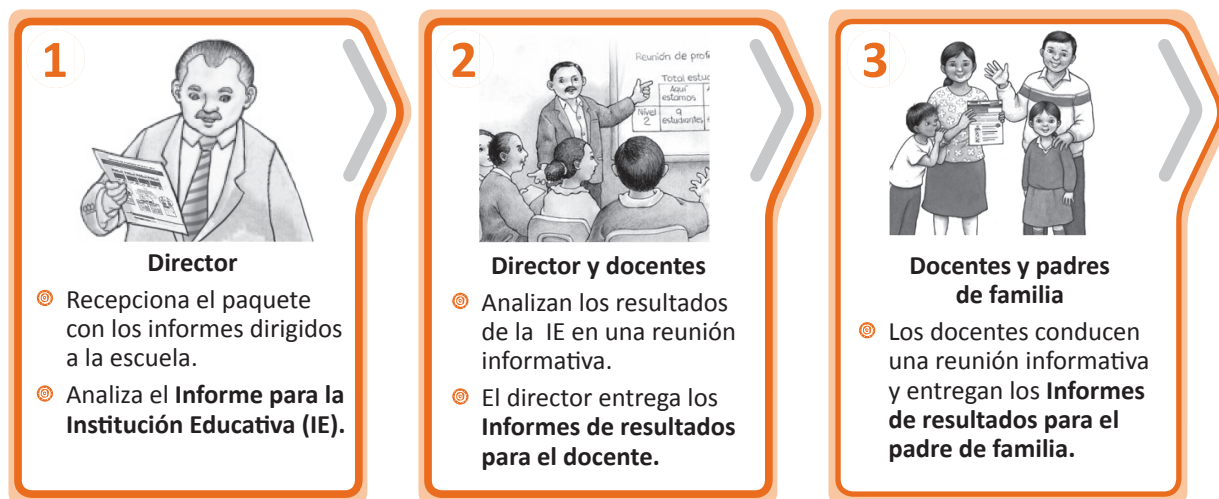 1
Director
Recepciona el paquete
con los informes dirigidos
a la escuela.
Analiza el Informe para la
Institución Educativa (IE).
2
Reunión de prof
Total estu
Aquí
estamos
Nivel
2
9
estudiantes
Director y docentes
Analizan los resultados
de la IE en una reunión
informativa.
El director entrega los
Informes de resultados
para el docente.
3
Docentes y padres
de familia
Los docentes conducen
una reunión informativa
y entregan los Informes
de resultados para el
padre de familia.